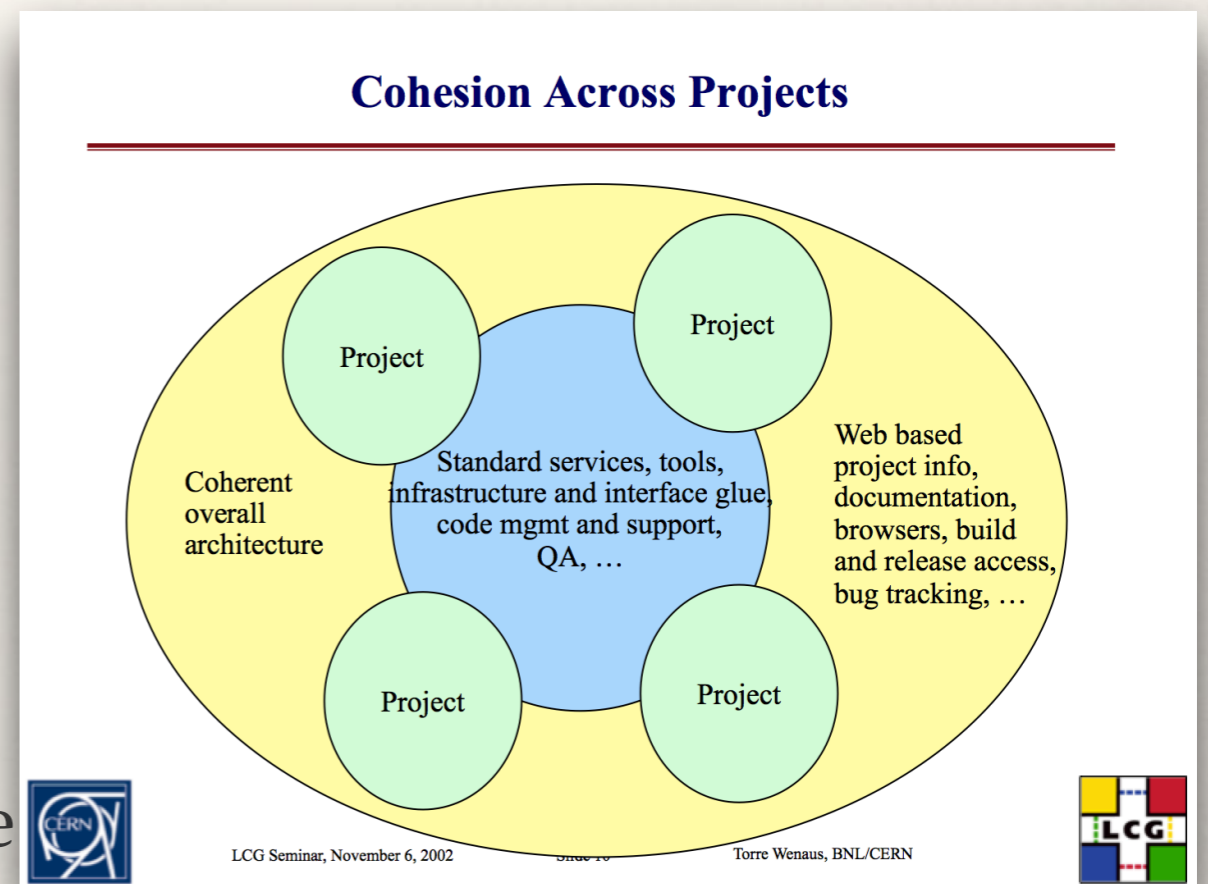 Cohesion Across Projects
Project
Project
Coherent
overall
architecture
Standard services, tools,
infrastructure and interface glue,
code mgmt and support,
QA, …
Web based
project info,
documentation,
browsers, build
and release access,
bug tracking, …
Project
Project
e
CERN
LCG Seminar, November 6, 2002
Torre Wenaus, BNL/CERN
LCG